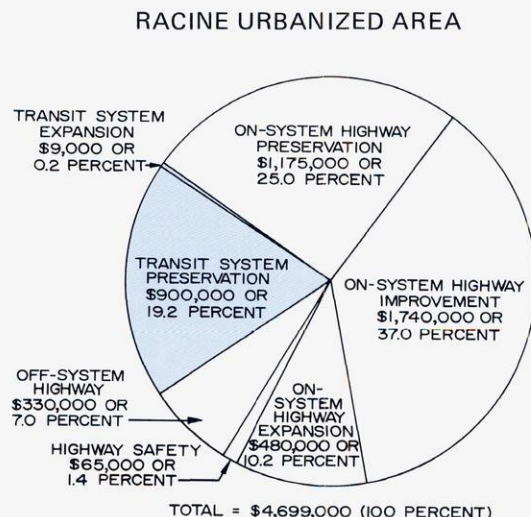 RACINE URBANIZED AREA
TRANSIT SYSTEM
EXPANSION
$9,000 OR
0.2 PERCENT
ON-SYSTEM HIGHWAY
PRESERVATION
$1,175,000 OR
25.0 PERCENT
TRANSIT SYSTEM
PRESERVATION
$900,000 OR
19.2 PERCENT
ON-SYSTEM HIGHWAY
IMPROVEMENT
$1,740,000 OR
37.0 PERCENT
OFF-SYSTEM
HIGHWAY
$330,000 OR
7.0 PERCENT
HIGHWAY SAFETY
$65,000 OR
1.4 PERCENT
ON-
SYSTEM
HIGHWAY
EXPANSION
$480,000 OR
10.2 PERCENT
TOTAL = $4,699,000 (100 PERCENT)